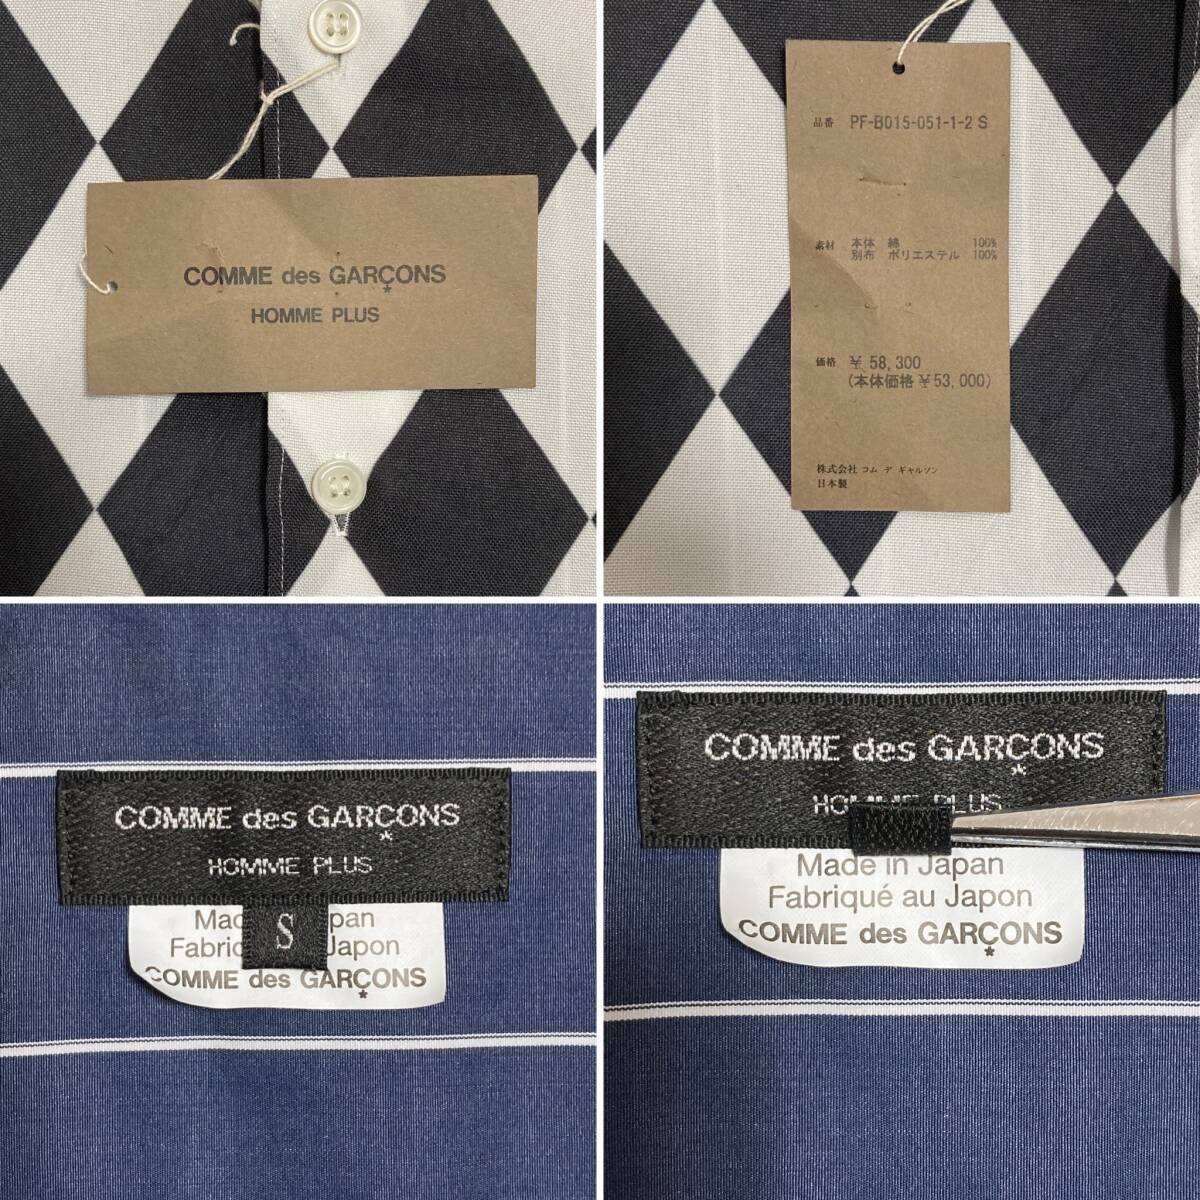 COMME des GARÇONS
HOMME PLUS
品番 PF-B015-051-1-2 S
素材 本体 綿 100%
別布 ポリエステル 100%
価格 ¥ 58,300
(本体価格 ¥53,000)
株式会社 コム デ ギャルソン
日本製
COMME des GARÇONS
HOMME PLUS
S
COMME des GARÇONS
COMME des GARÇONS
HOMME PLUS
Made in Japan
Fabriqué au Japon
COMME des GARÇONS